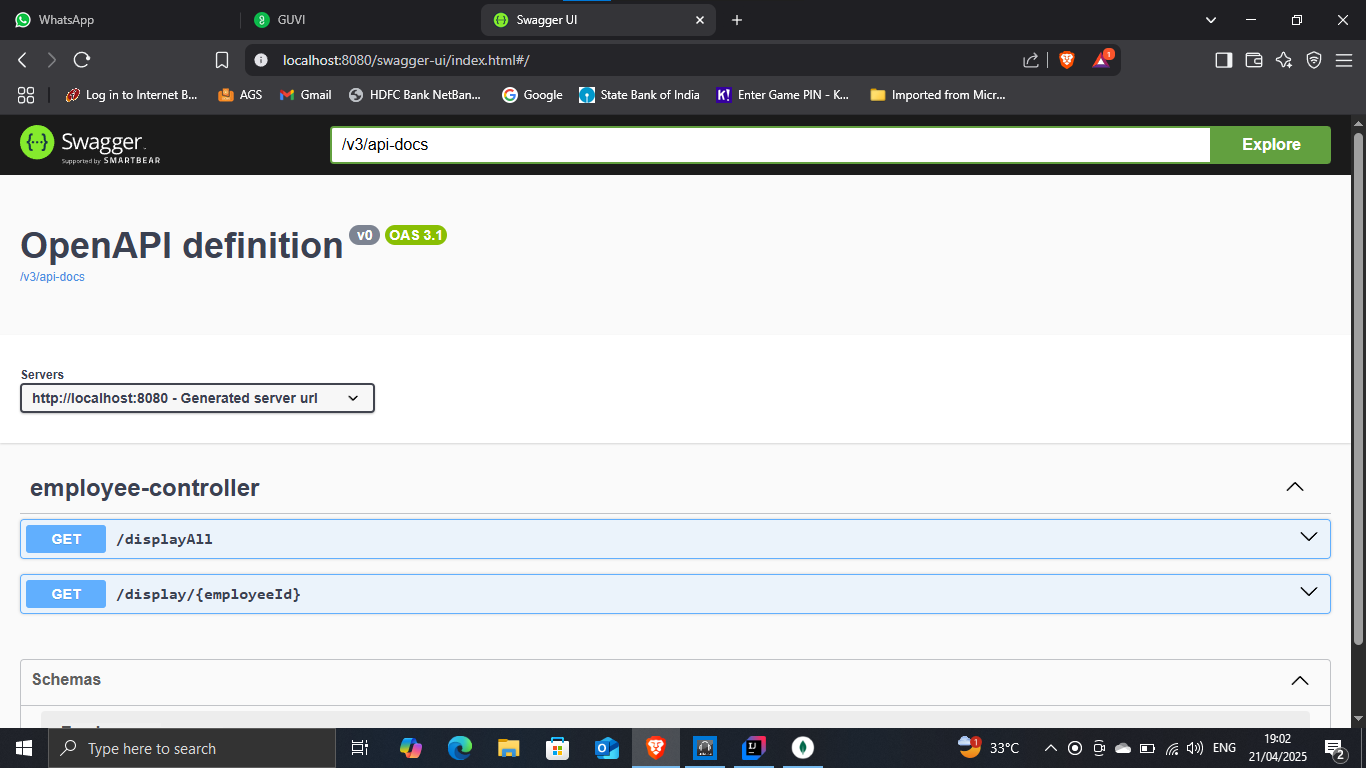 WhatsApp
GUVI
Swagger UI
localhost:8080/swagger-ui/index.html#/
1
Log in to Internet B...
AGS
Gmail
HDFC Bank NetBan...
Google
State Bank of India
K!
Enter Game PIN - K...
Imported from Micr...
Swagger.
Supported by SMARTBEAR
/v3/api-docs
Explore
OpenAPI definition v0 OAS 3.1
/v3/api-docs
Servers
http://localhost:8080 - Generated server url
employee-controller
GET /displayAll
GET /display/{employeeId}
Schemas
Type here to search
1
33°C
ENG
19:02
21/04/2025
2